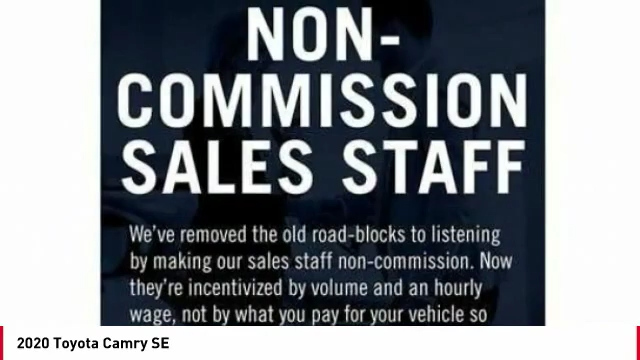 NON-
COMMISSION
SALES STAFF
We've removed the old road-blocks to listening
by making our sales staff non-commission. Now
they're incentivized by volume and an hourly
wage, not by what you pay for your vehicle so
2020 Toyota Camry SE